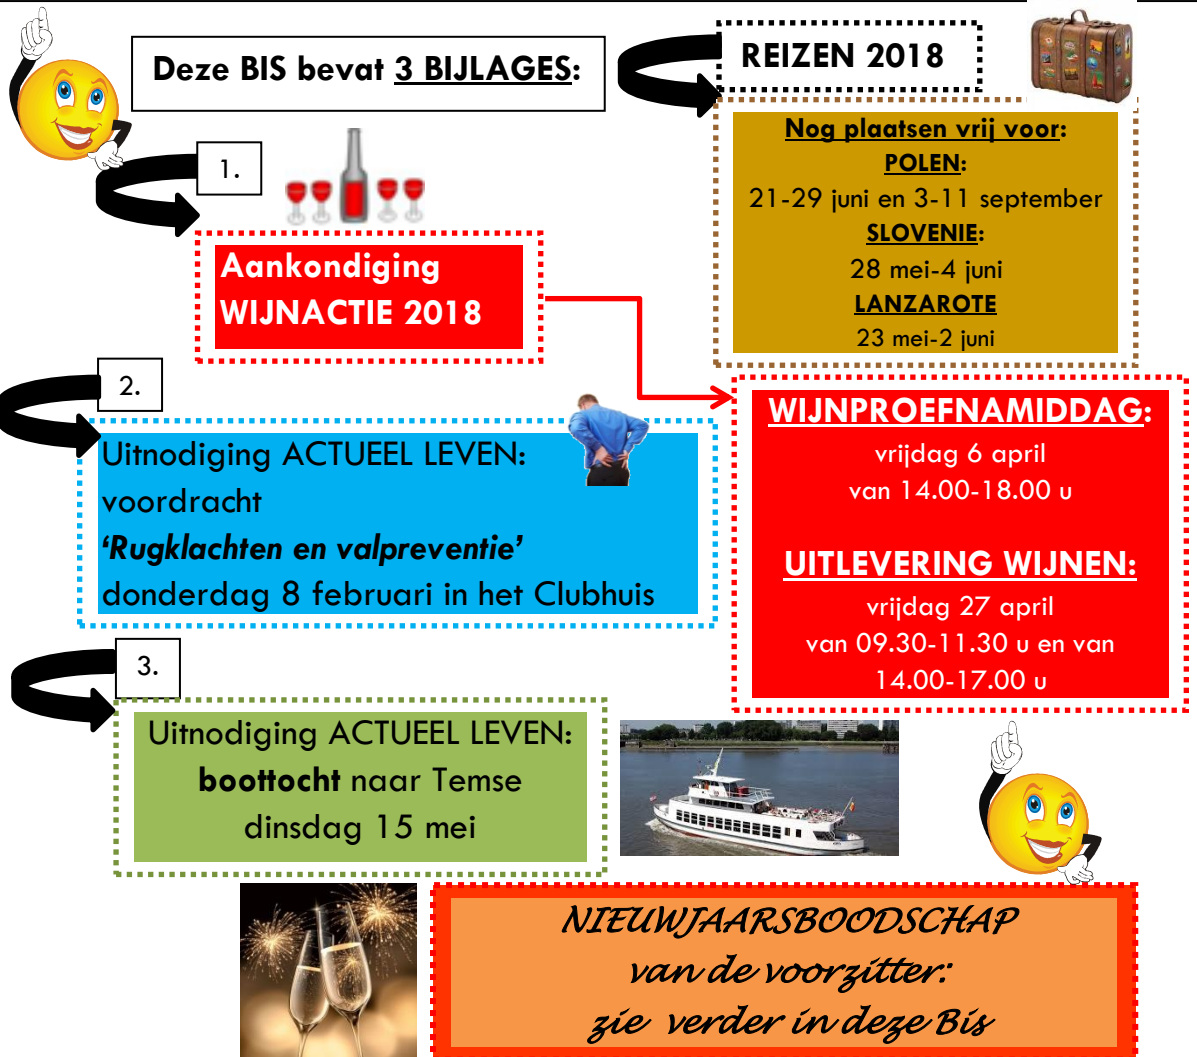 Deze BIS bevat 3 BIJLAGES:
1.
Aankondiging
WIJNACTIE 2018
2.
Uitnodiging ACTUEEL LEVEN:
voordracht
‘Rugklachten en valpreventie’
donderdag 8 februari in het Clubhuis
3.
Uitnodiging ACTUEEL LEVEN:
boottocht naar Temse
dinsdag 15 mei
REIZEN 2018
Nog plaatsen vrij voor:
POLEN:
21-29 juni en 3-11 september
SLOVENIE:
28 mei-4 juni
LANZAROTE
23 mei-2 juni
WIJNPROEFNAMIDDAG:
vrijdag 6 april
van 14.00-18.00 u
UITLEVERING WIJNEN:
vrijdag 27 april
van 09.30-11.30 u en van
14.00-17.00 u
NIEUWJAARSBOODSCHAP
van de voorzitter:
zie verder in deze Bis